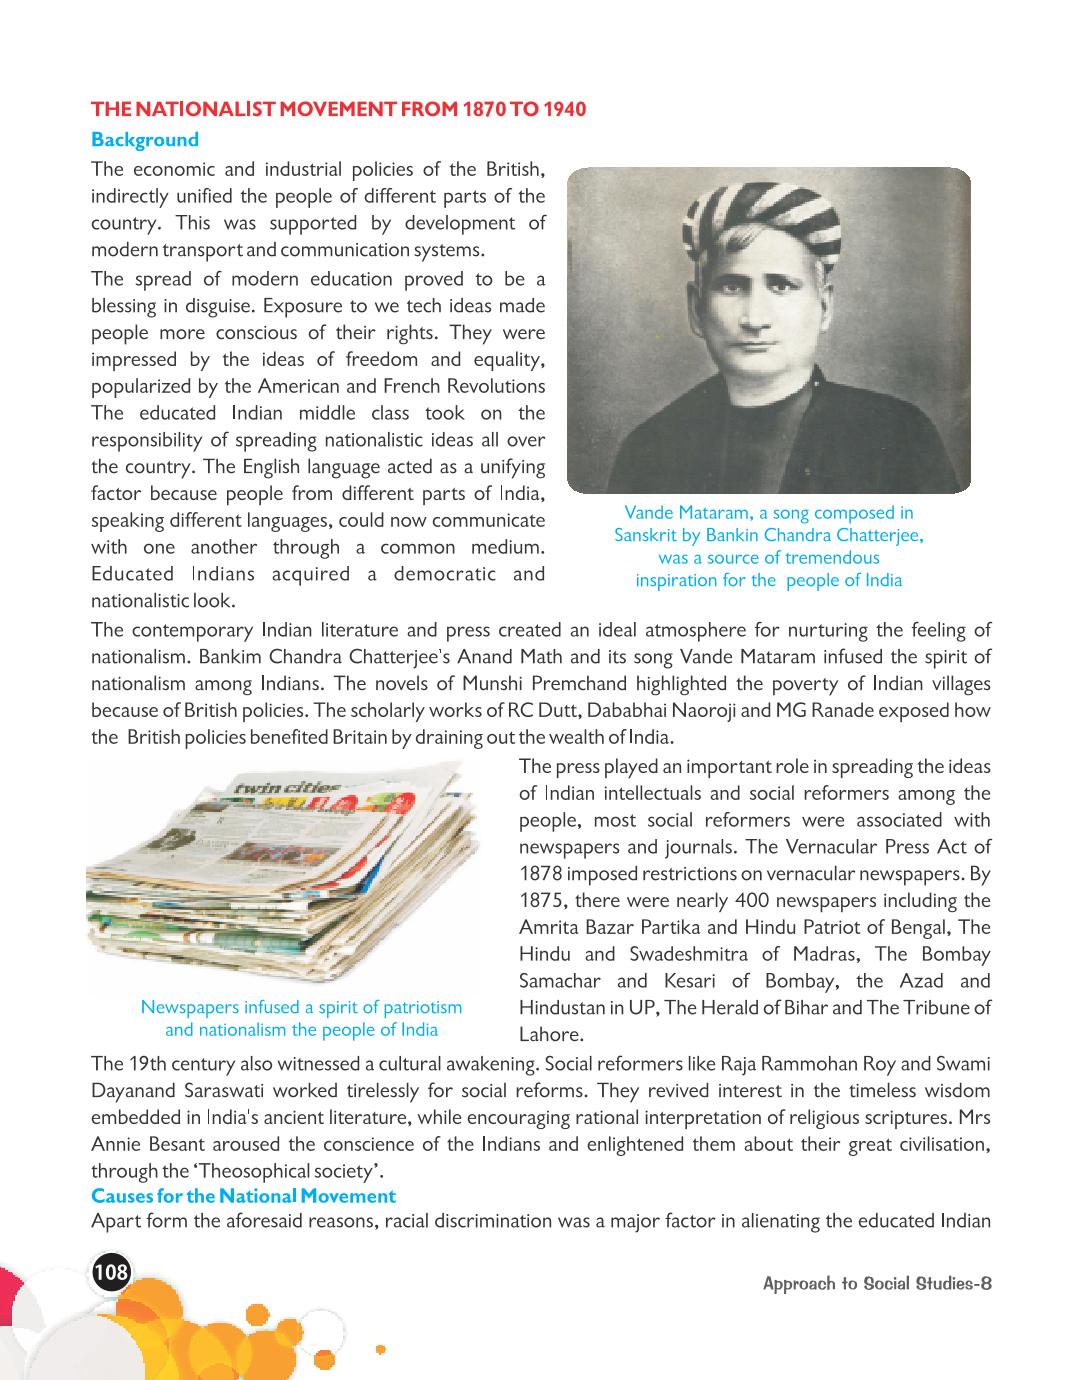 THE NATIONALIST MOVEMENT FROM 1870 TO 1940
Background
The economic and industrial policies of the British,
indirectly unified the people of different parts of the
country. This was supported by development of
modern transport and communication systems.
The spread of modern education proved to be a
blessing in disguise. Exposure to we tech ideas made
people more conscious of their rights. They were
impressed by the ideas of freedom and equality,
popularized by the American and French Revolutions
The educated Indian middle class took on the
responsibility of spreading nationalistic ideas all over
the country. The English language acted as a unifying
factor because people from different parts of India,
speaking different languages, could now communicate
with one another through a common medium.
Educated Indians acquired a democratic and
nationalistic look.
Vande Mataram, a song composed in
Sanskrit by Bankin Chandra Chatterjee,
was a source of tremendous
inspiration for the people of India
The contemporary Indian literature and press created an ideal atmosphere for nurturing the feeling of
nationalism. Bankim Chandra Chatterjee's Anand Math and its song Vande Mataram infused the spirit of
nationalism among Indians. The novels of Munshi Premchand highlighted the poverty of Indian villages
because of British policies. The scholarly works of RC Dutt, Dababhai Naoroji and MG Ranade exposed how
the British policies benefited Britain by draining out the wealth of India.
twin cities
Newspapers infused a spirit of patriotism
and nationalism the people of India
The press played an important role in spreading the ideas
of Indian intellectuals and social reformers among the
people, most social reformers were associated with
newspapers and journals. The Vernacular Press Act of
1878 imposed restrictions on vernacular newspapers. By
1875, there were nearly 400 newspapers including the
Amrita Bazar Partika and Hindu Patriot of Bengal, The
Hindu and Swadeshmitra of Madras, The Bombay
Samachar and Kesari of Bombay, the Azad and
Hindustan in UP, The Herald of Bihar and The Tribune of
Lahore.
The 19th century also witnessed a cultural awakening. Social reformers like Raja Rammohan Roy and Swami
Dayanand Saraswati worked tirelessly for social reforms. They revived interest in the timeless wisdom
embedded in India's ancient literature, while encouraging rational interpretation of religious scriptures. Mrs
Annie Besant aroused the conscience of the Indians and enlightened them about their great civilisation,
through the ‘Theosophical society’.
Causes for the National Movement
Apart form the aforesaid reasons, racial discrimination was a major factor in alienating the educated Indian
108
Approach to Social Studies-8